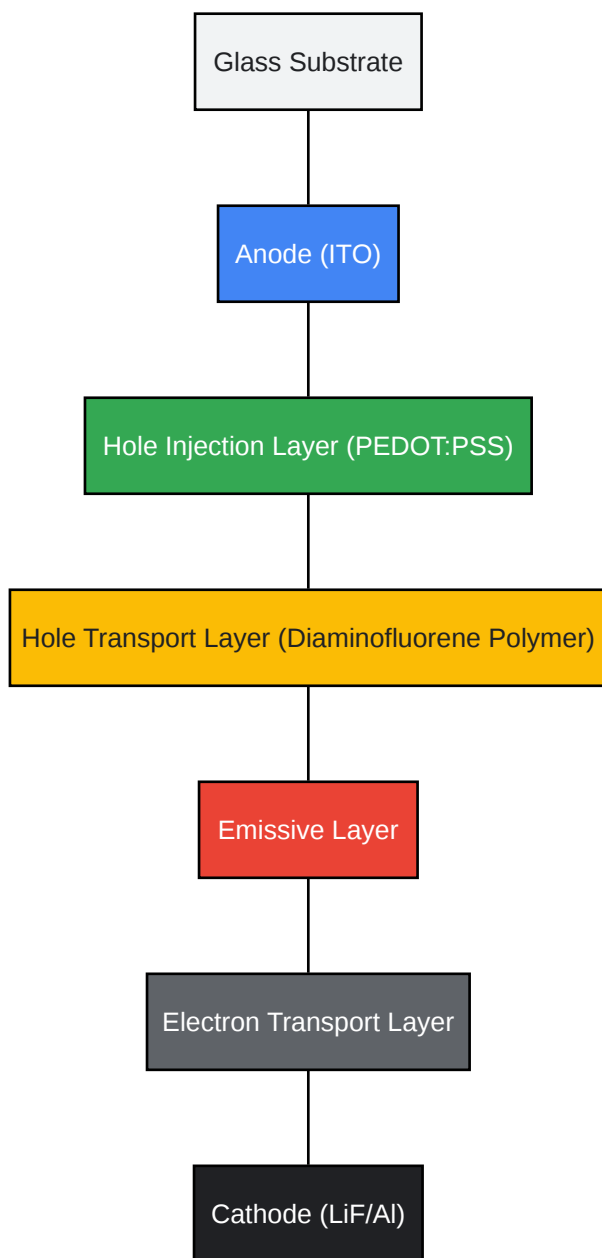 Glass Substrate
Anode (ITO)
Hole Injection Layer (PEDOT:PSS)
Hole Transport Layer (Diaminofluorene Polymer)
Emissive Layer
Electron Transport Layer
Cathode (LiF/Al)